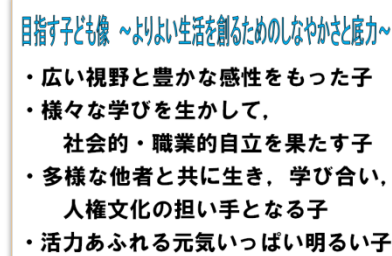 目指す子ども像 ～よりよい生活を創るためのしなやかさと底力～
・広い視野と豊かな感性をもった子
・様々な学びを生かして，
社会的・職業的自立を果たす子
・多様な他者と共に生き，学び合い，
人権文化の担い手となる子
・活力あふれる元気いっぱい明るい子